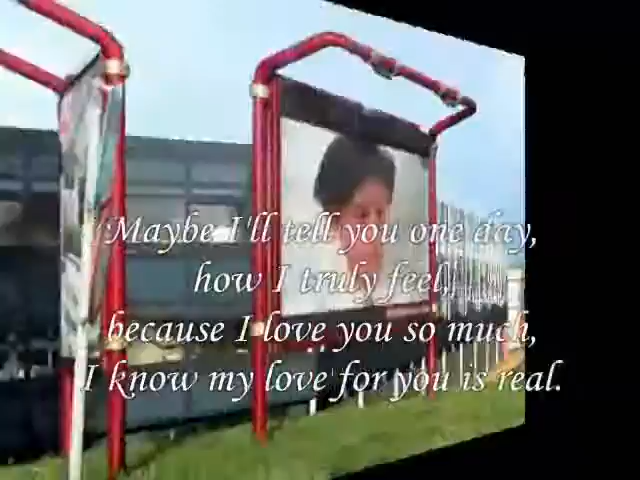 Maybe I'll tell you one day,
how I truly feel,
because I love you so much,
I know my love for you is real.